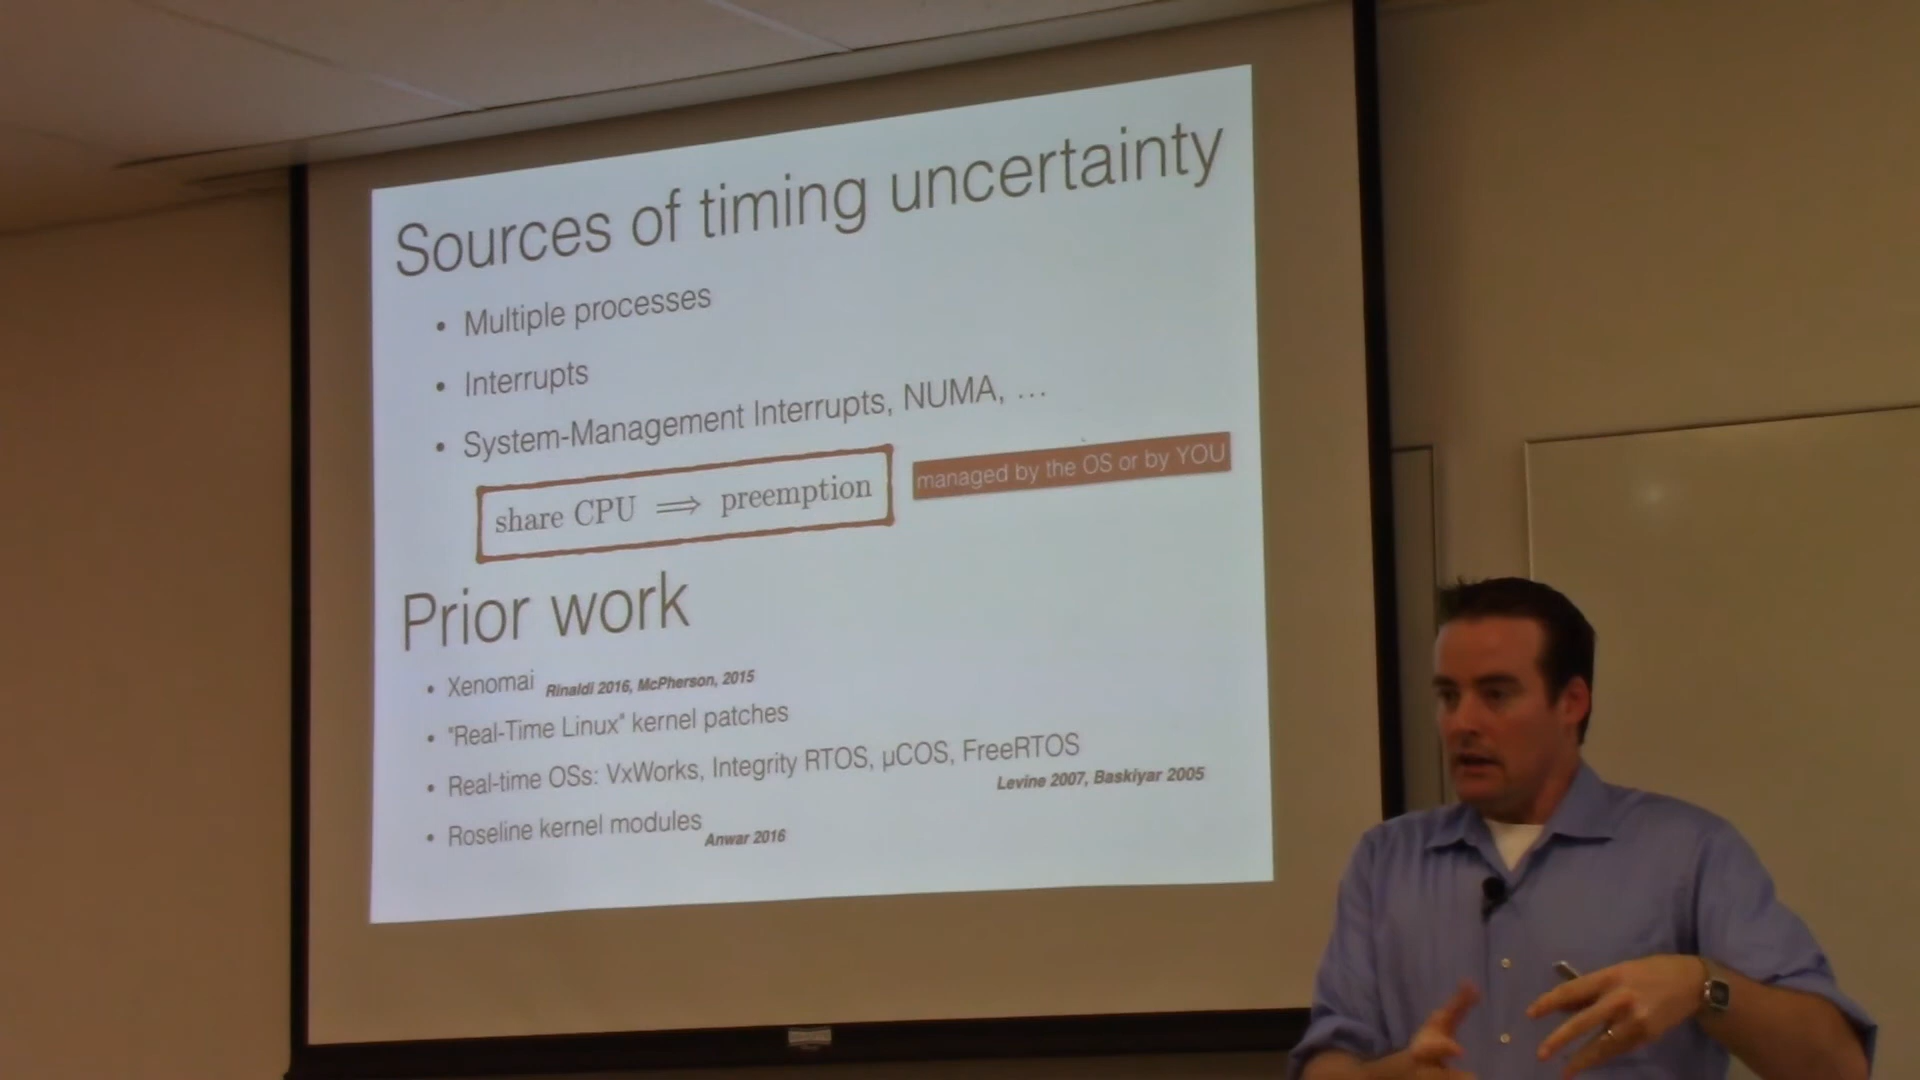 Sources of timing uncertainty
• Multiple processes
• Interrupts
• System-Management Interrupts, NUMA, …
share CPU ⟹ preemption
managed by the OS or by YOU
Prior work
• Xenomai Rinaldi 2016, McPherson, 2015
• "Real-Time Linux" kernel patches
• Real-time OSs: VxWorks, Integrity RTOS, µCOS, FreeRTOS
Levine 2007, Baskiyar 2005
• Roseline kernel modules Anwar 2016